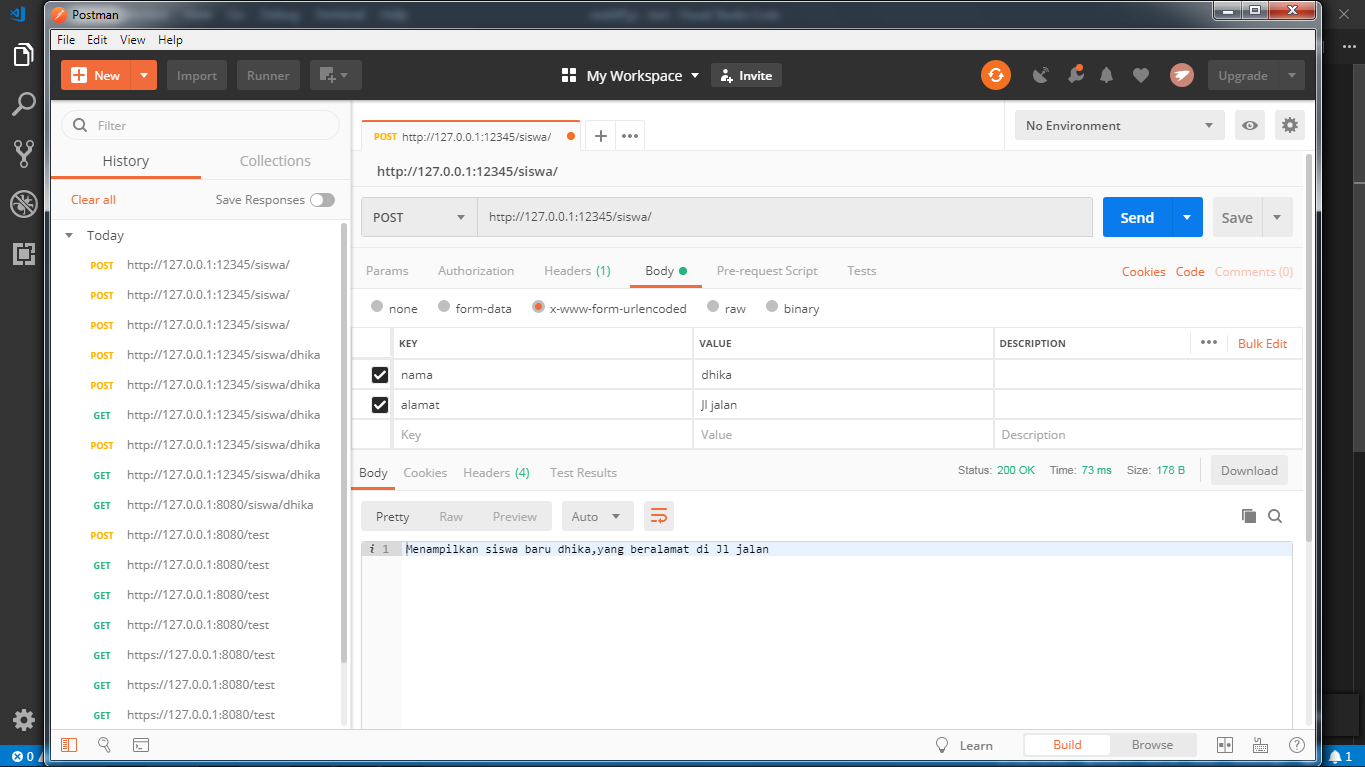 Postman
File Edit View Help
New Import Runner My Workspace Invite Upgrade
Filter
History Collections
Clear all Save Responses
Today
POST http://127.0.0.1:12345/siswa/
POST http://127.0.0.1:12345/siswa/
POST http://127.0.0.1:12345/siswa/
POST http://127.0.0.1:12345/siswa/dhika
POST http://127.0.0.1:12345/siswa/dhika
GET http://127.0.0.1:12345/siswa/dhika
POST http://127.0.0.1:12345/siswa/dhika
GET http://127.0.0.1:12345/siswa/dhika
GET http://127.0.0.1:8080/siswa/dhika
POST http://127.0.0.1:8080/test
GET http://127.0.0.1:8080/test
GET http://127.0.0.1:8080/test
GET http://127.0.0.1:8080/test
GET https://127.0.0.1:8080/test
GET https://127.0.0.1:8080/test
GET https://127.0.0.1:8080/test
POST http://127.0.0.1:12345/siswa/
No Environment
http://127.0.0.1:12345/siswa/
POST http://127.0.0.1:12345/siswa/ Send Save
Params Authorization Headers (1) Body Pre-request Script Tests Cookies Code Comments (0)
none form-data x-www-form-urlencoded raw binary
KEY VALUE DESCRIPTION Bulk Edit
nama dhika
alamat Jl jalan
Key Value Description
Body Cookies Headers (4) Test Results Status: 200 OK Time: 73 ms Size: 178 B Download
Pretty Raw Preview Auto
i 1 Menampilkan siswa baru dhika,yang beralamat di Jl jalan
Learn Build Browse
0 1